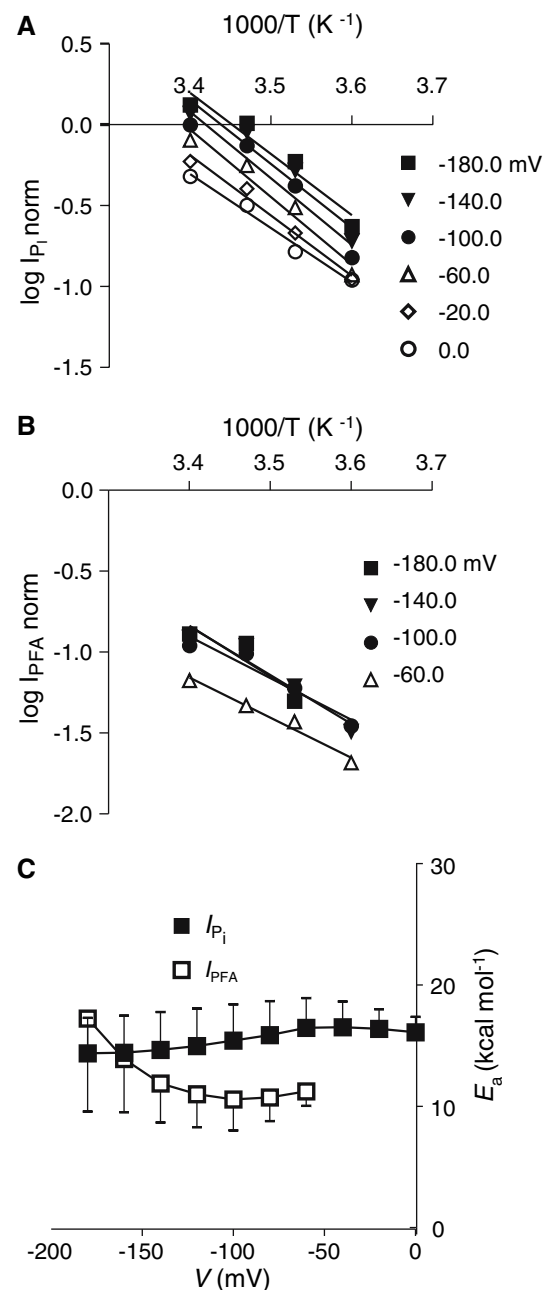 A
1000/T (K -1)
0.5
3.4 3.5 3.6 3.7
0.0
-0.5
-1.0
-1.5
log IPi norm
-180.0 mV
-140.0
-100.0
-60.0
-20.0
0.0
B
1000/T (K -1)
3.4 3.5 3.6 3.7
0.0
-0.5
-1.0
-1.5
-2.0
log IPFA norm
-180.0 mV
-140.0
-100.0
-60.0
C
IPi
IPFA
30
20
10
0
Ea (kcal mol-1)
-200 -150 -100 -50 0
V (mV)